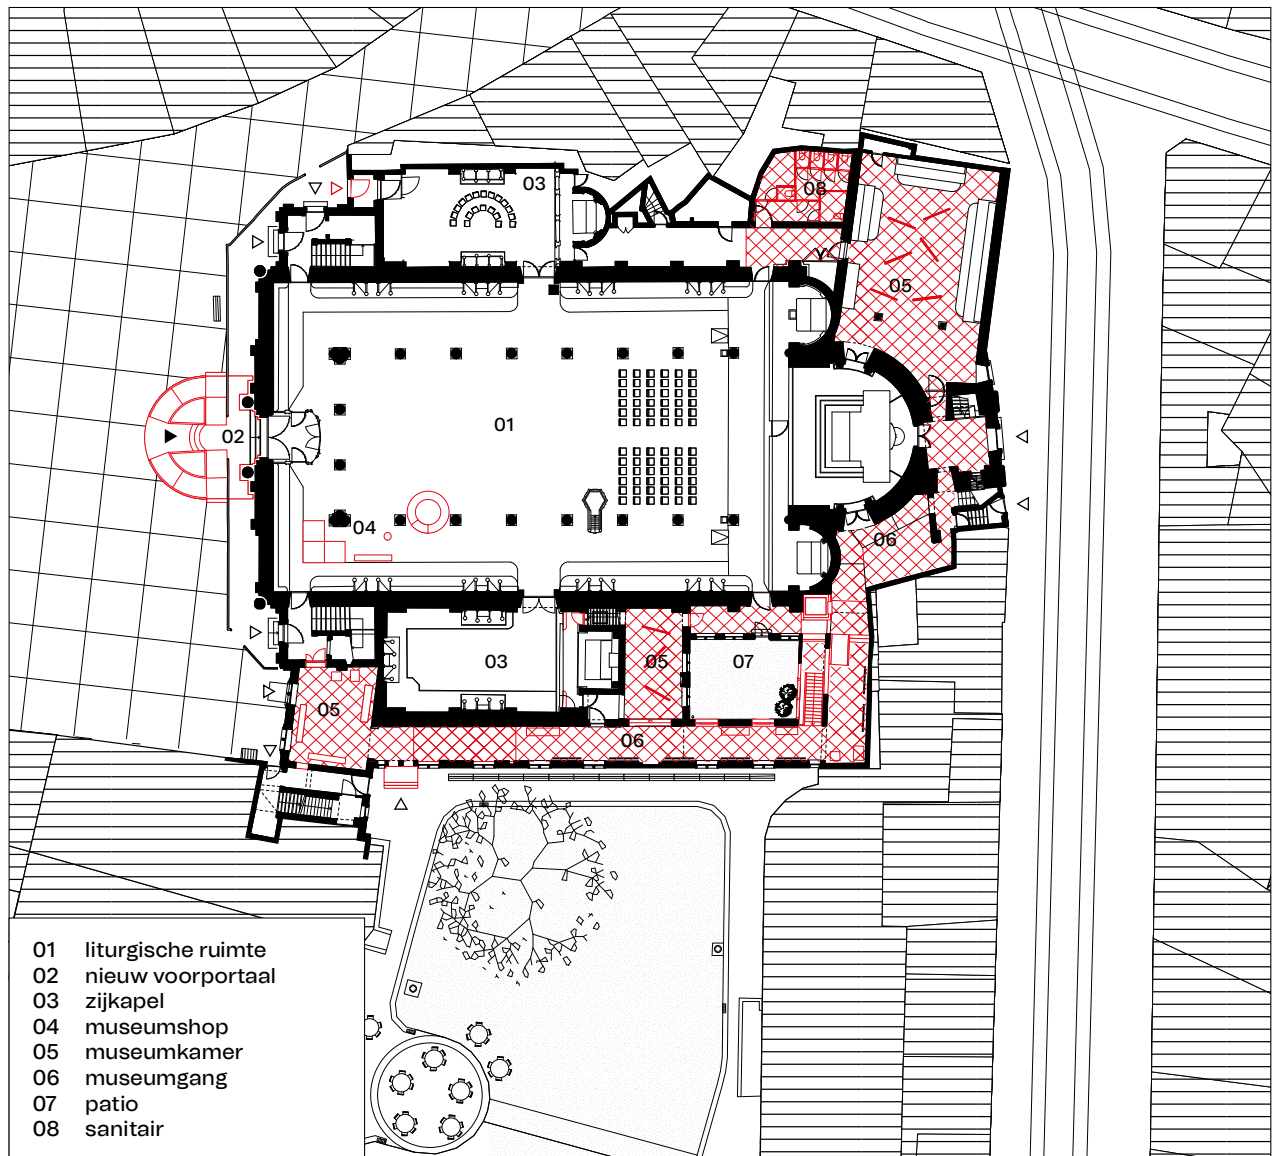 03
08
05
01
02
04
06
03
05
07
05
06
01 liturgische ruimte
02 nieuw voorportaal
03 zijkapel
04 museumshop
05 museumkamer
06 museumgang
07 patio
08 sanitair